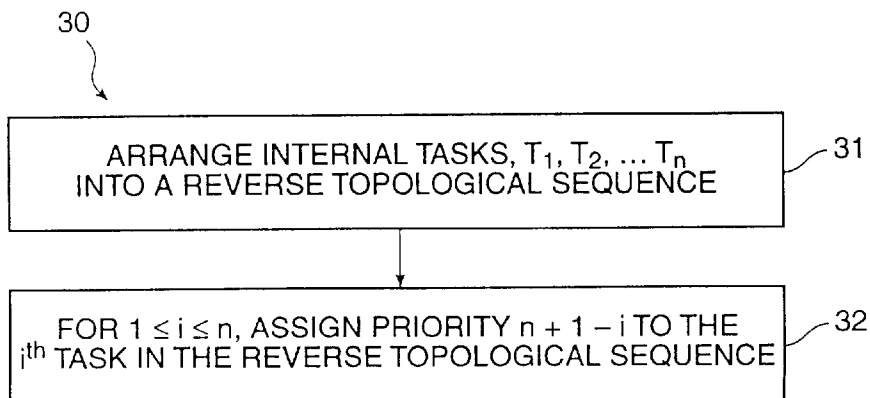 30
ARRANGE INTERNAL TASKS, T₁, T₂, ... Tₙ
INTO A REVERSE TOPOLOGICAL SEQUENCE
31
FOR 1 ≤ i ≤ n, ASSIGN PRIORITY n + 1 – i TO THE
iᵗʰ TASK IN THE REVERSE TOPOLOGICAL SEQUENCE
32